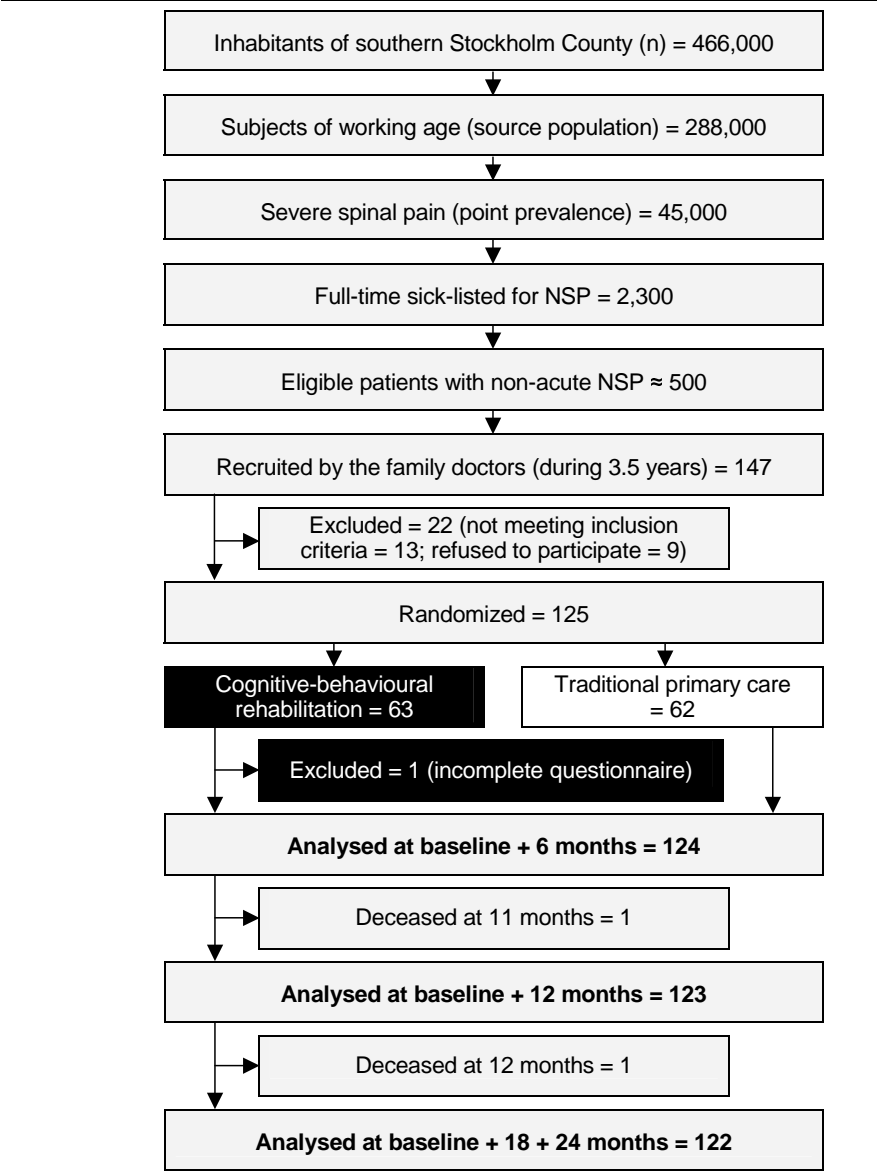 Inhabitants of southern Stockholm County (n) = 466,000
Subjects of working age (source population) = 288,000
Severe spinal pain (point prevalence) = 45,000
Full-time sick-listed for NSP = 2,300
Eligible patients with non-acute NSP ≈ 500
Recruited by the family doctors (during 3.5 years) = 147
Excluded = 22 (not meeting inclusion
criteria = 13; refused to participate = 9)
Randomized = 125
Cognitive-behavioural
rehabilitation = 63
Traditional primary care
= 62
Excluded = 1 (incomplete questionnaire)
Analysed at baseline + 6 months = 124
Deceased at 11 months = 1
Analysed at baseline + 12 months = 123
Deceased at 12 months = 1
Analysed at baseline + 18 + 24 months = 122